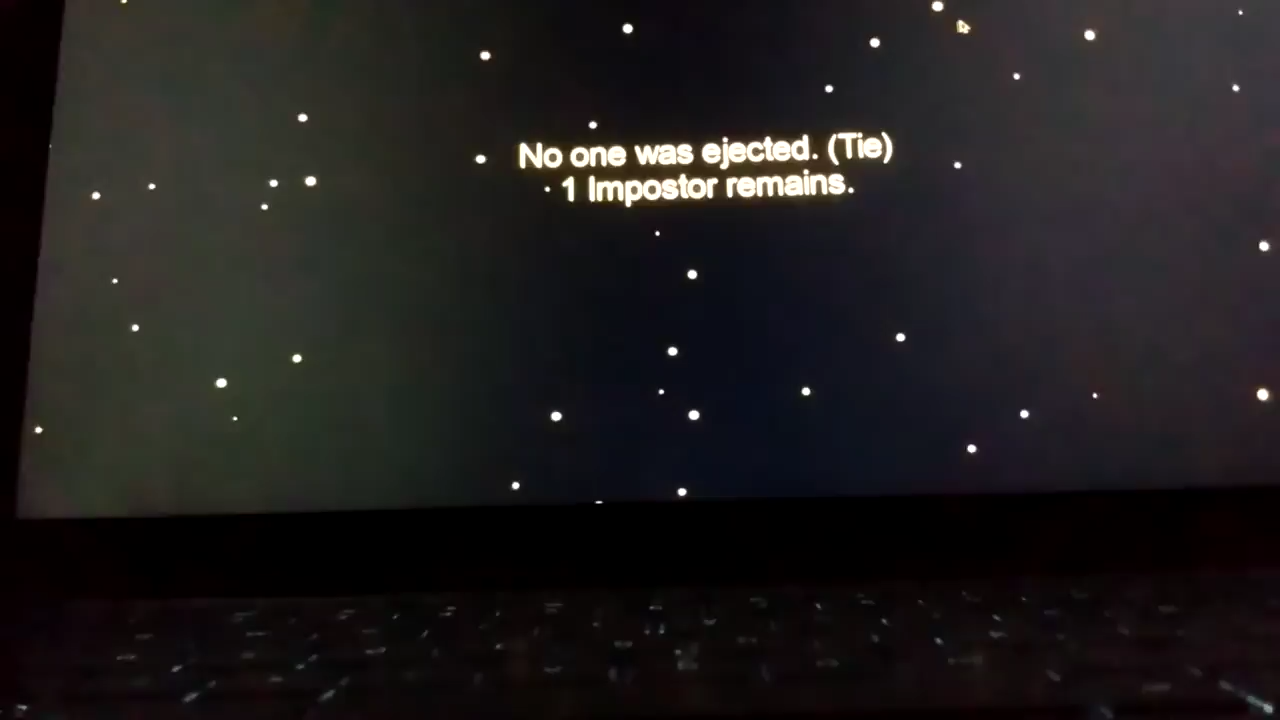 No one was ejected. (Tie)
1 Impostor remains.